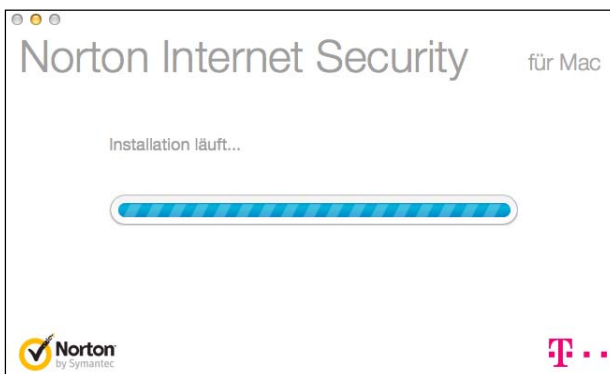 Norton Internet Security für Mac
Installation läuft...
Norton
by Symantec
T